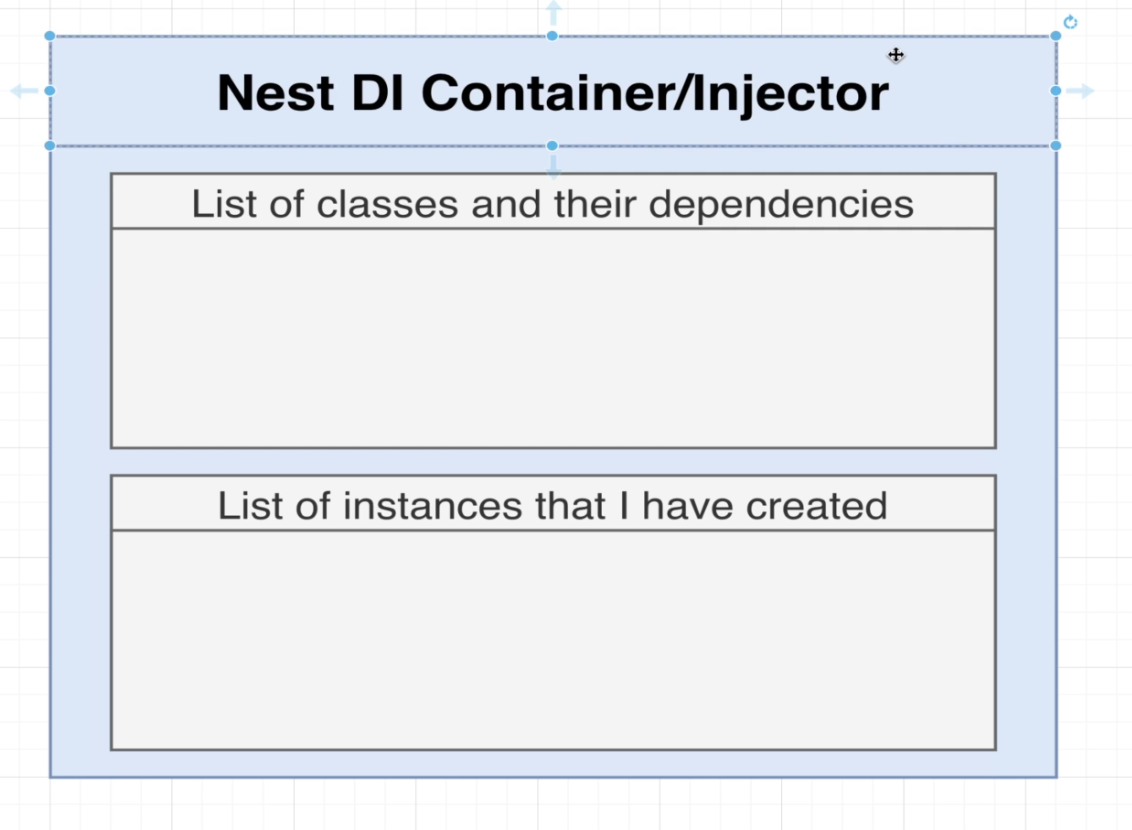 Nest DI Container/Injector
List of classes and their dependencies
List of instances that I have created